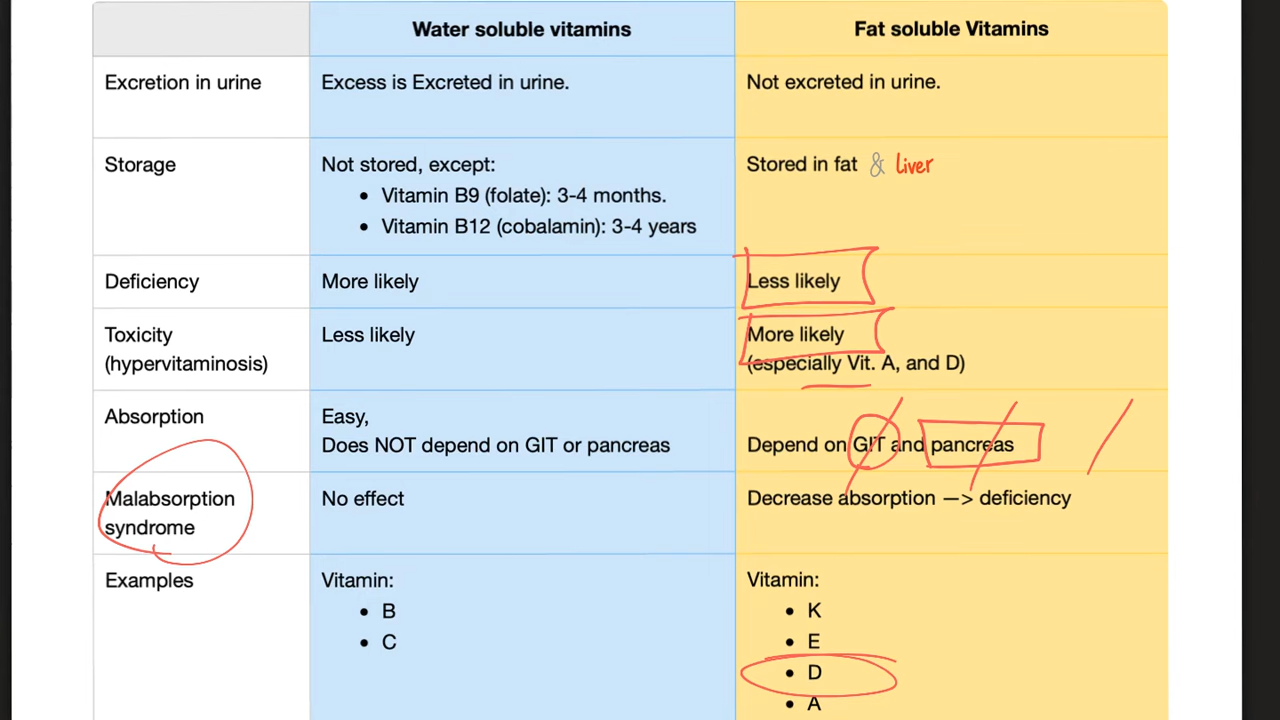 Water soluble vitamins
Fat soluble Vitamins
Excretion in urine
Excess is Excreted in urine.
Not excreted in urine.
Storage
Not stored, except:
• Vitamin B9 (folate): 3-4 months.
• Vitamin B12 (cobalamin): 3-4 years
Stored in fat & Liver
Deficiency
More likely
Less likely
Toxicity
(hypervitaminosis)
Less likely
More likely
(especially Vit. A, and D)
Absorption
Easy,
Does NOT depend on GIT or pancreas
Depend on GIT and pancreas
Malabsorption
syndrome
No effect
Decrease absorption —> deficiency
Examples
Vitamin:
• B
• C
Vitamin:
• K
• E
• D
• A